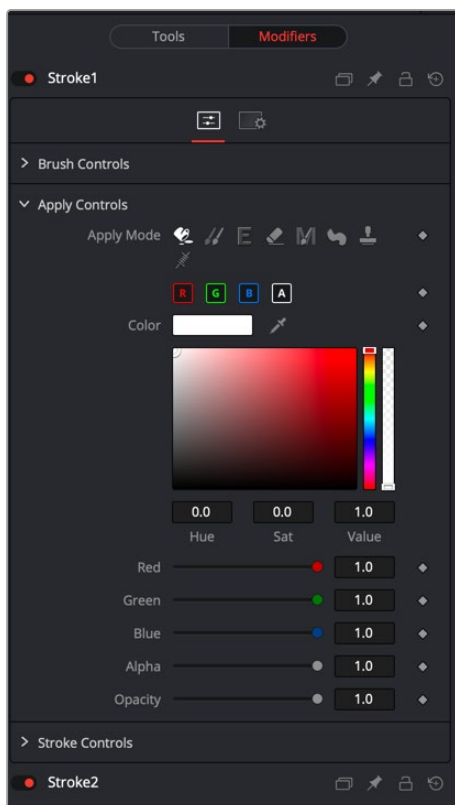 Tools Modifiers
Stroke1
Brush Controls
Apply Controls
Apply Mode E
R G B A
Color
0.0 0.0 1.0
Hue Sat Value
Red 1.0
Green 1.0
Blue 1.0
Alpha 1.0
Opacity 1.0
Stroke Controls
Stroke2